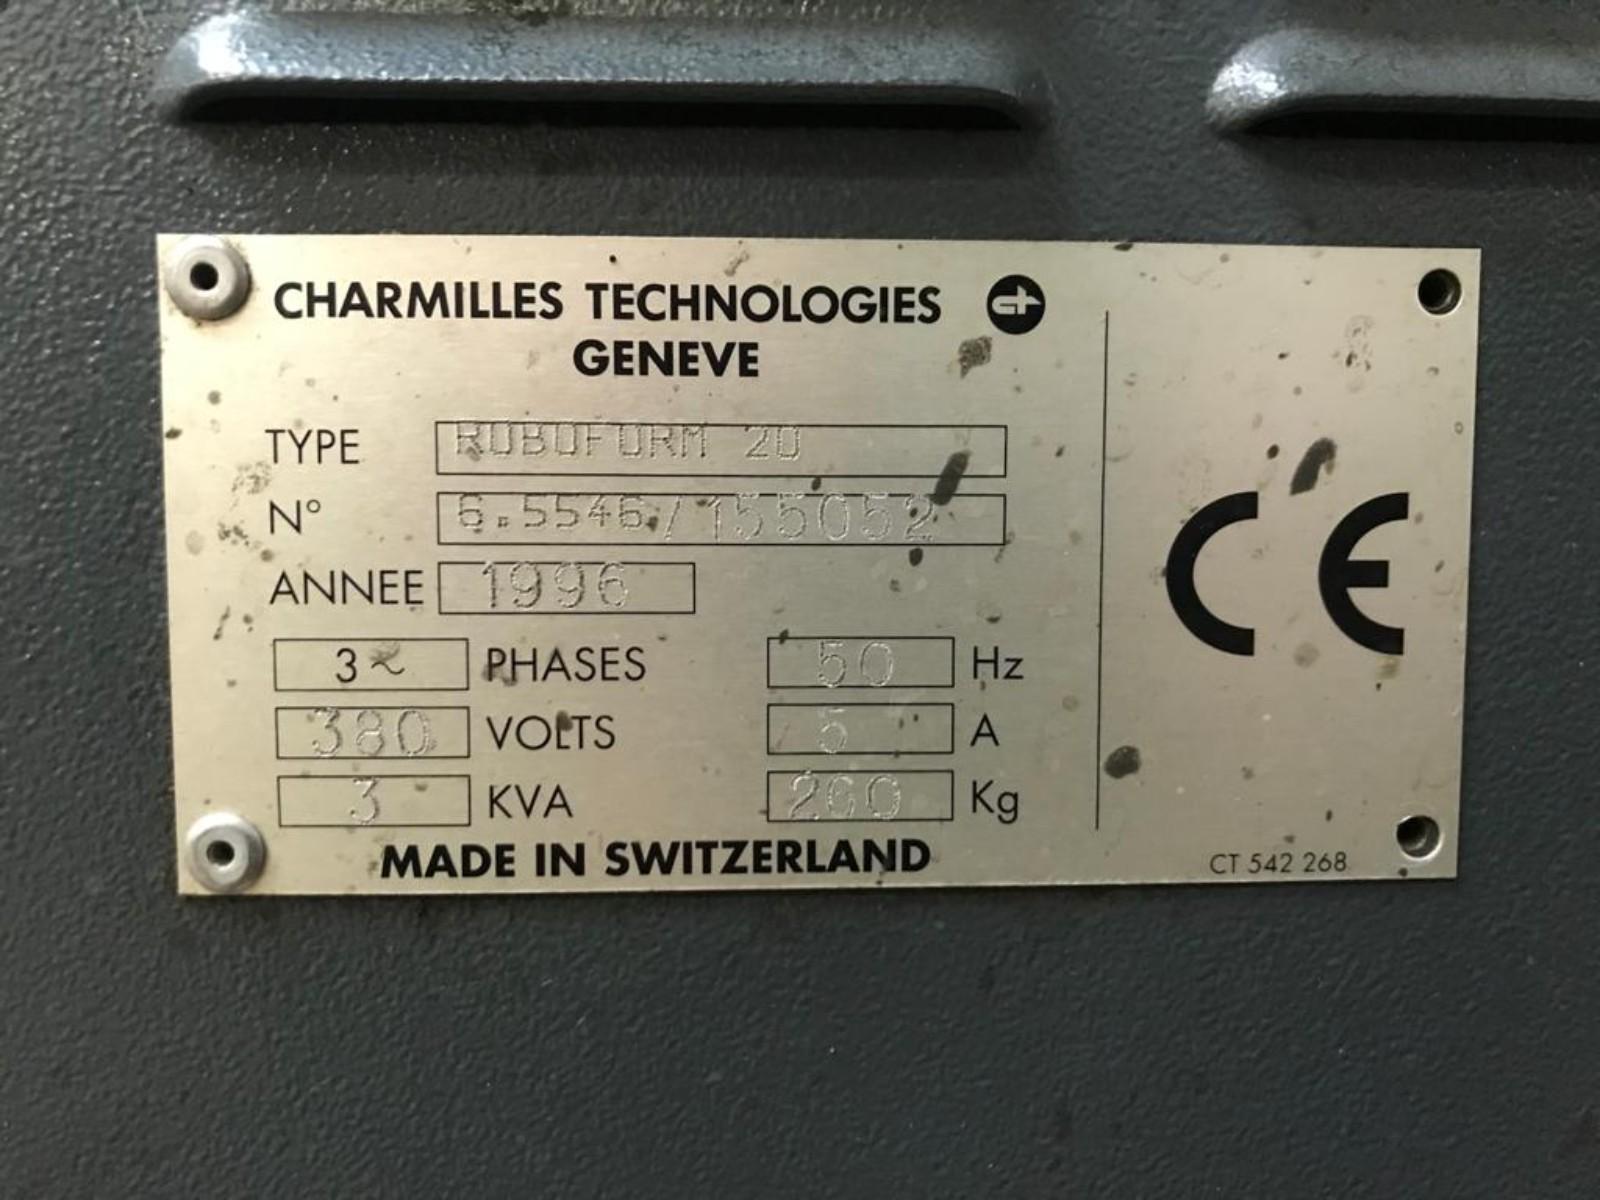 CHARMILLES TECHNOLOGIES
GENEVE
TYPE ROBOFORM 20
N° 6.5546/155052
ANNEE 1996
3~ PHASES 50 Hz
380 VOLTS 5 A
3 KVA 260 Kg
MADE IN SWITZERLAND
CE
CT 542 268